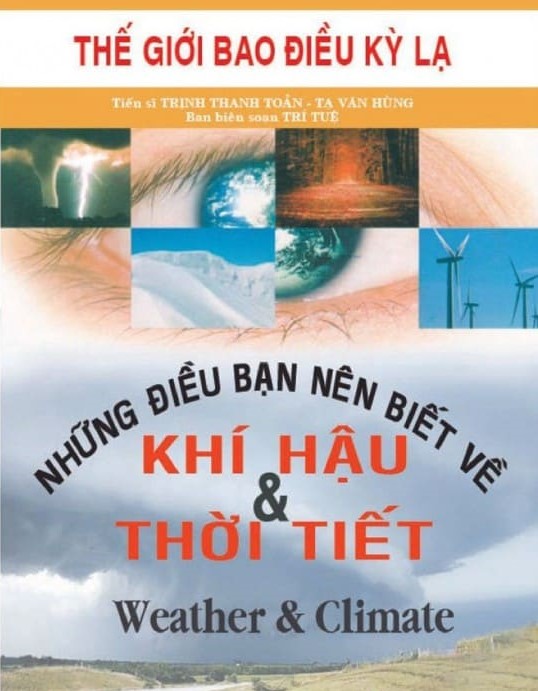 THẾ GIỚI BAO ĐIỀU KỲ LẠ
Tiến sĩ TRỊNH THANH TOẢN - TẠ VĂN HÙNG
Ban biên soạn TRÍ TUỆ
NHỮNG ĐIỀU BẠN NÊN BIẾT VỀ
KHÍ HẬU
&
THỜI TIẾT
Weather & Climate